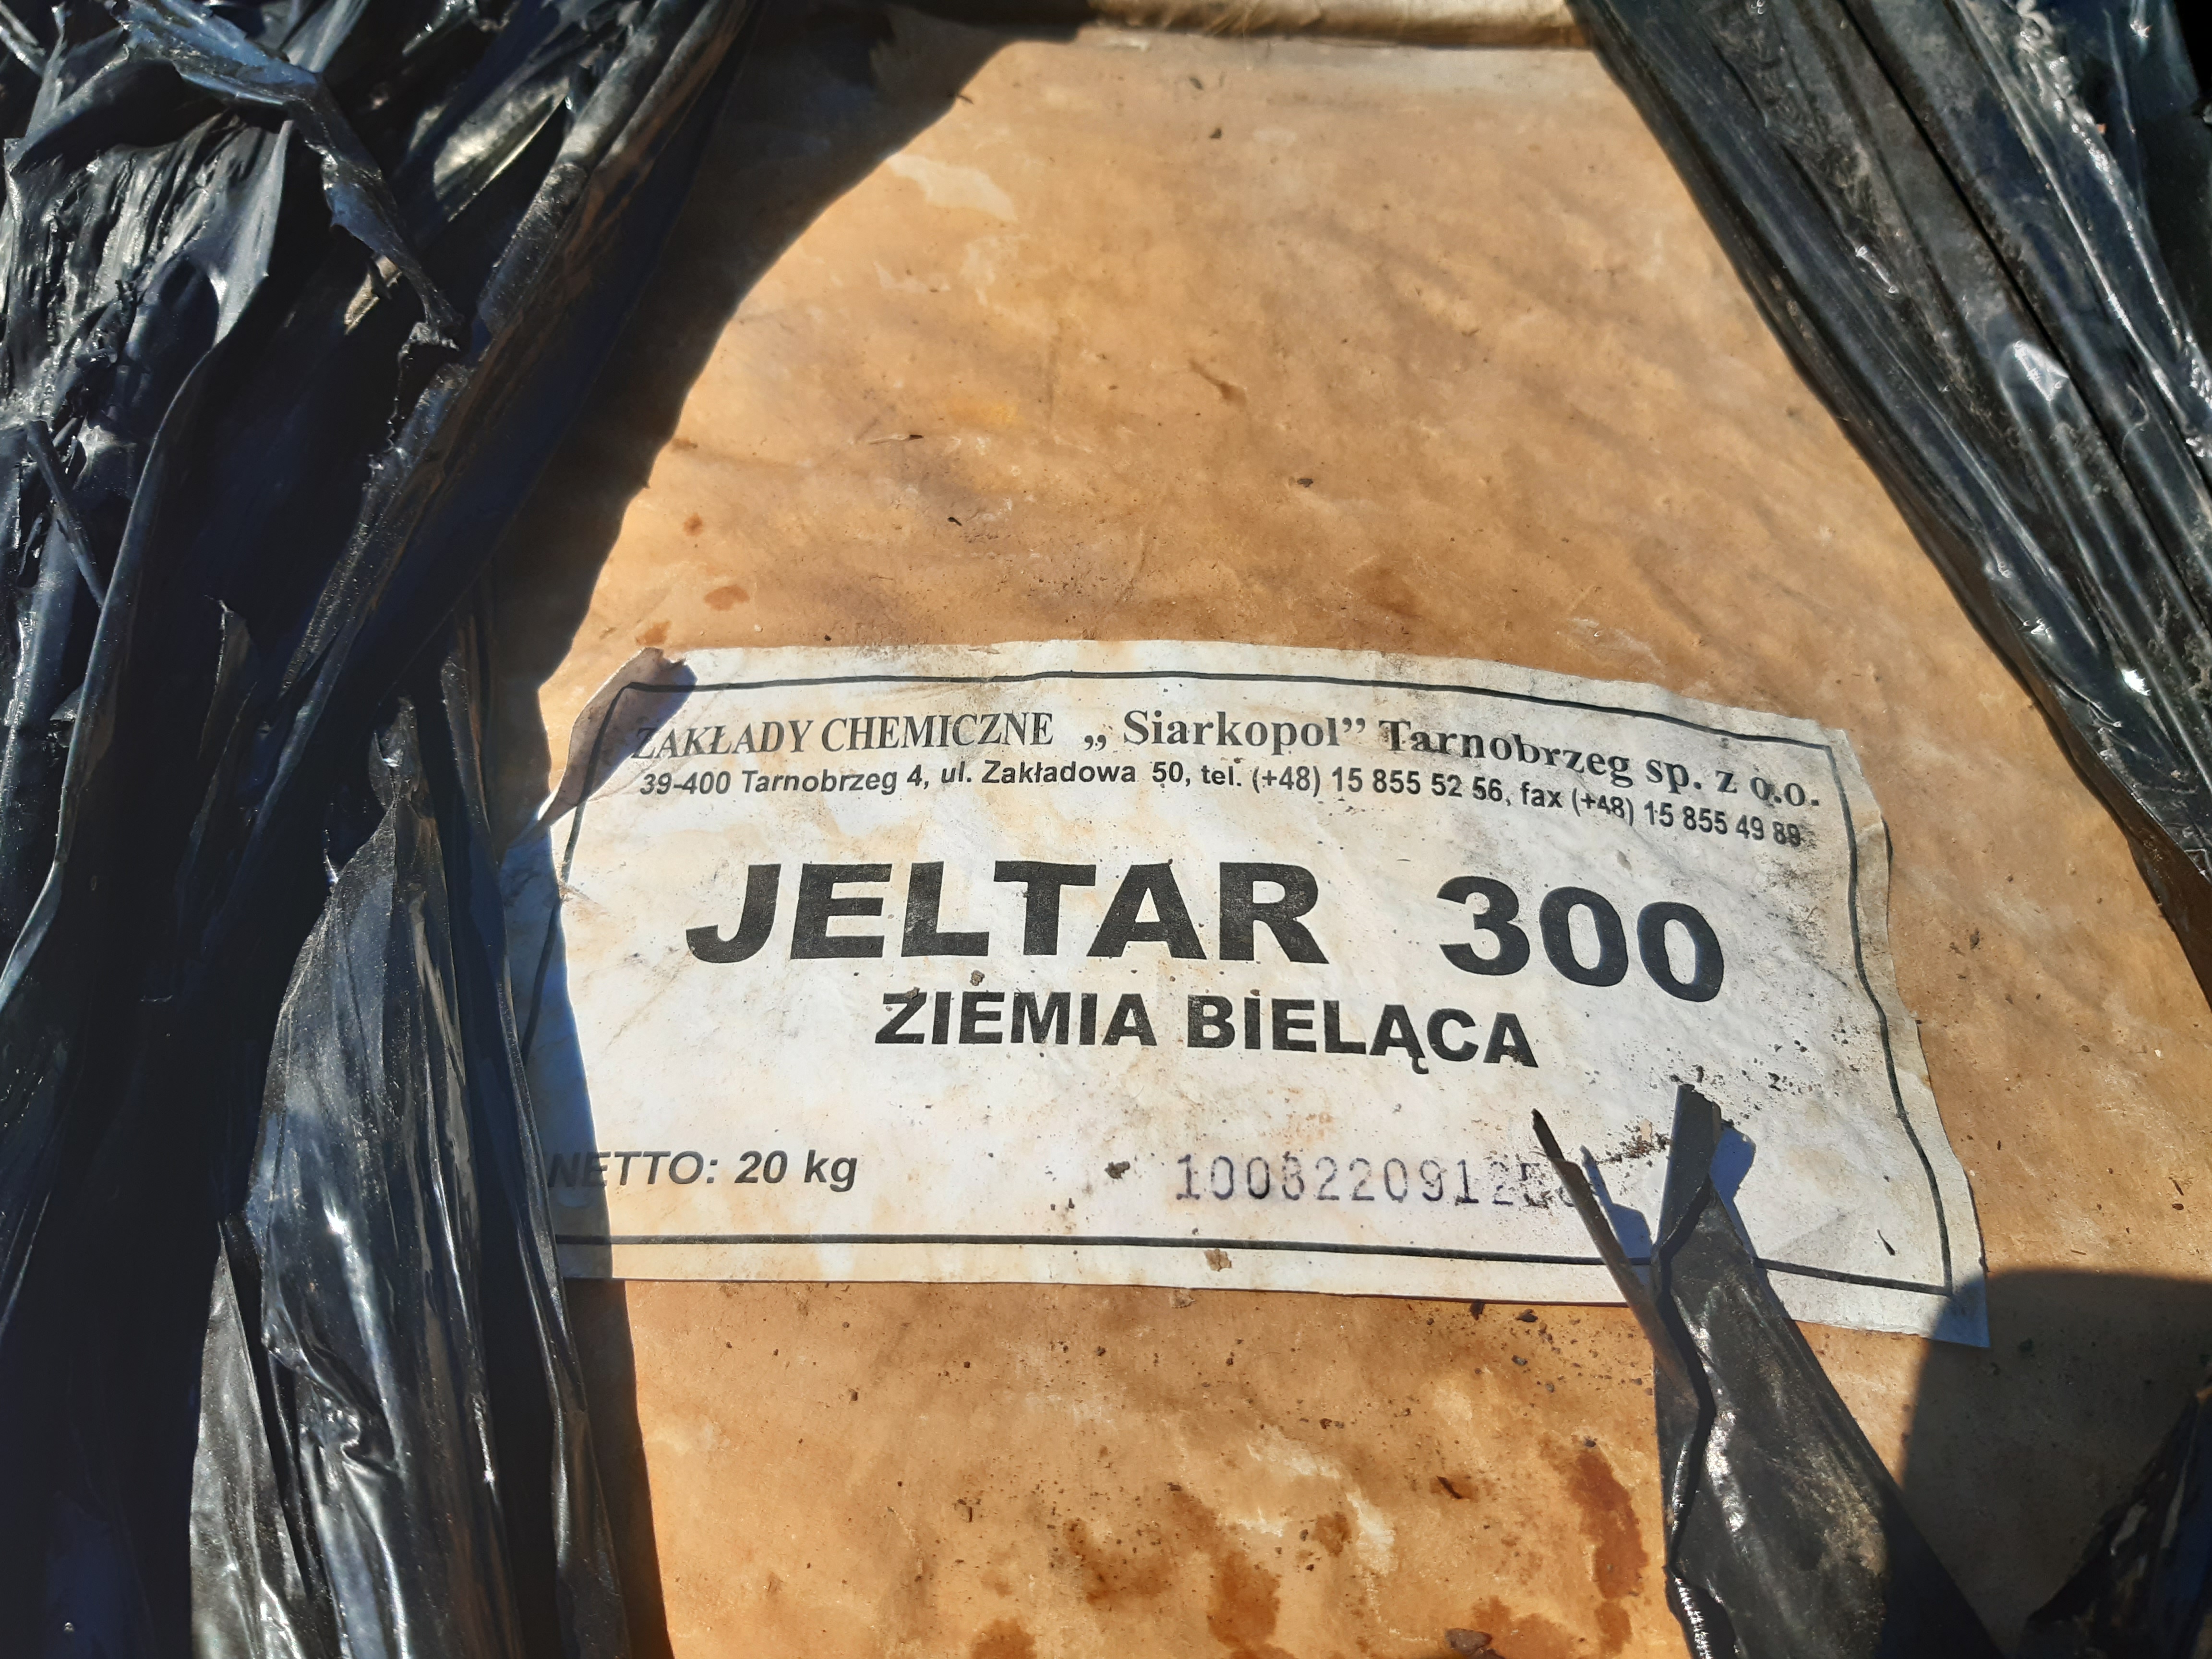 ZAKŁADY CHEMICZNE „ Siarkopol” Tarnobrzeg sp. z o.o.
39-400 Tarnobrzeg 4, ul. Zakładowa 50, tel. (+48) 15 855 52 56, fax (+48) 15 855 49 89
JELTAR 300
ZIEMIA BIELĄCA
NETTO: 20 kg